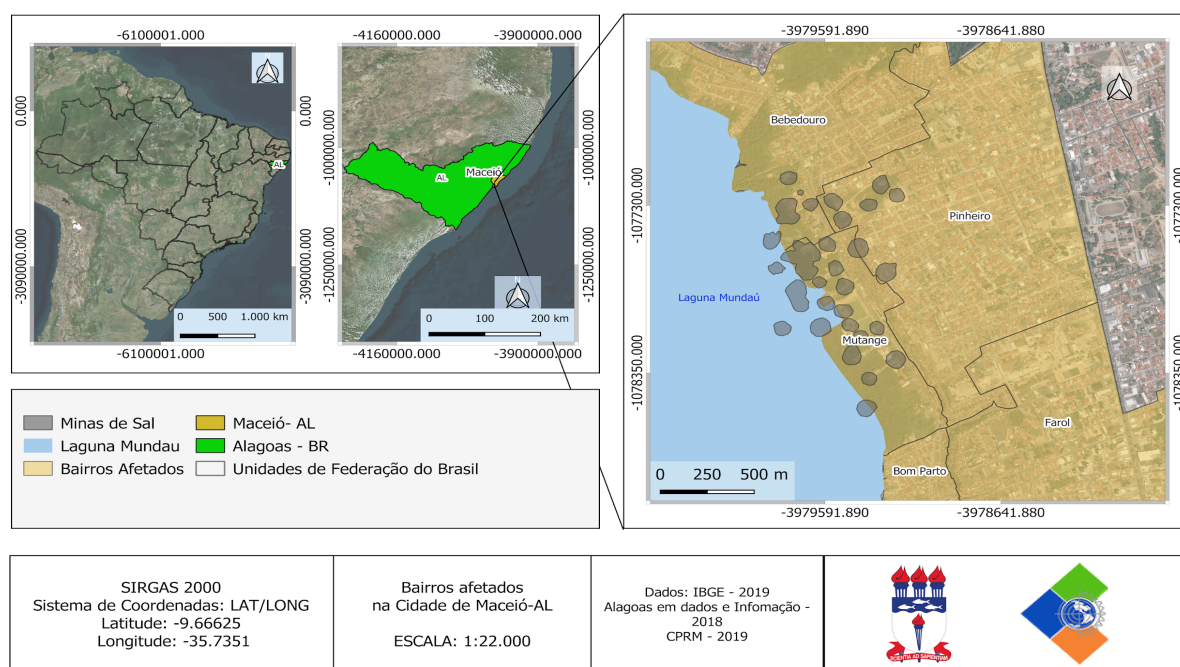 -6100001.000
0.000
-3090000.000
AL
0.000
-3090000.000
0 500 1.000 km
-6100001.000
-4160000.000 -3900000.000
-1000000.000
-1250000.000
Maceió
AL
-1000000.000
-1250000.000
0 100 200 km
-4160000.000 -3900000.000
-3979591.890 -3978641.880
-1077300.000
-1078350.000
Bebedouro
Pinheiro
Laguna Mundaú
Mutange
Farol
Bom Parto
-1077300.000
-1078350.000
0 250 500 m
-3979591.890 -3978641.880
Minas de Sal
Laguna Mundau
Bairros Afetados
Maceió- AL
Alagoas - BR
Unidades de Federação do Brasil
SIRGAS 2000
Sistema de Coordenadas: LAT/LONG
Latitude: -9.66625
Longitude: -35.7351
Bairros afetados
na Cidade de Maceió-AL
ESCALA: 1:22.000
Dados: IBGE - 2019
Alagoas em dados e Infomação -
2018
CPRM - 2019
SCIENTIA AD SAPIENTIAM